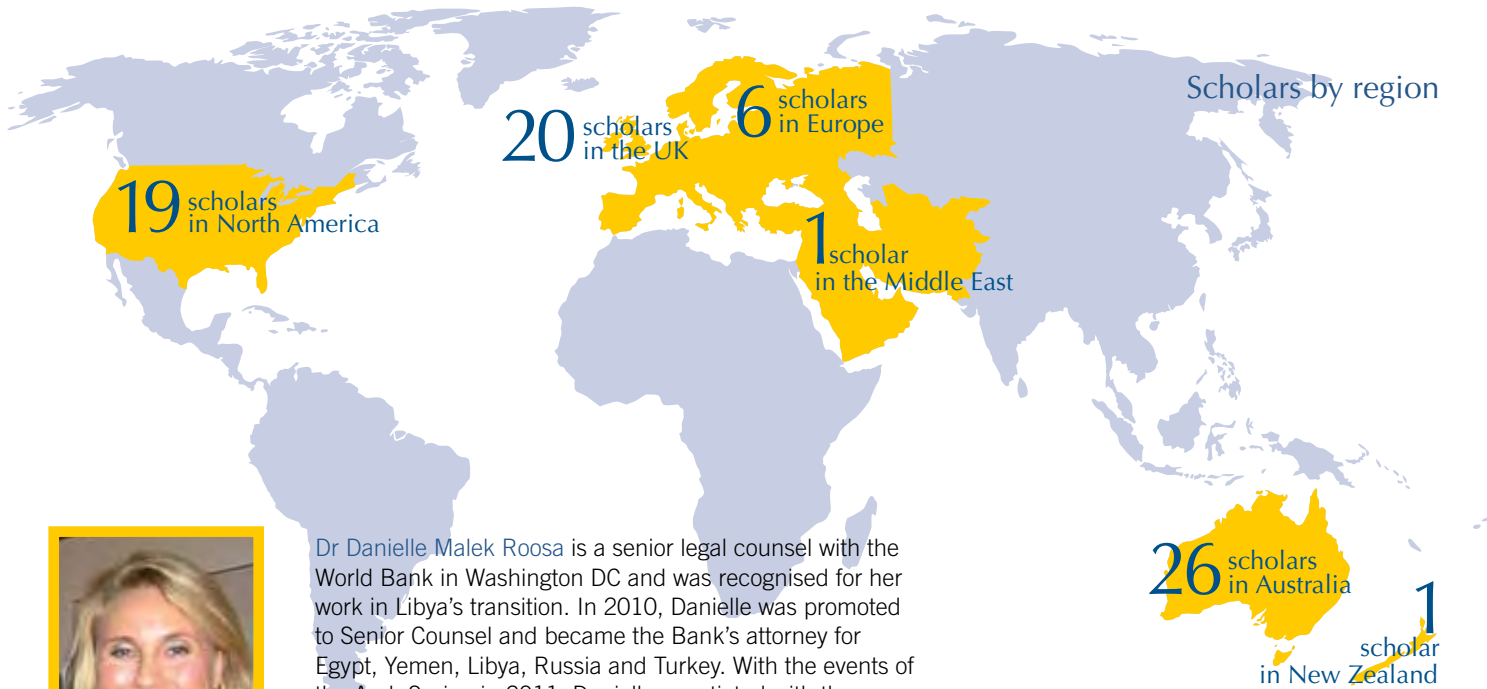 Scholars by region
20 scholars
in the UK
6 scholars
in Europe
19 scholars
in North America
1 scholar
in the Middle East
26 scholars
in Australia
1
scholar
in New Zealand
Dr Danielle Malek Roosa is a senior legal counsel with the
World Bank in Washington DC and was recognised for her
work in Libya’s transition. In 2010, Danielle was promoted
to Senior Counsel and became the Bank’s attorney for
Egypt, Yemen, Libya, Russia and Turkey. With the events of